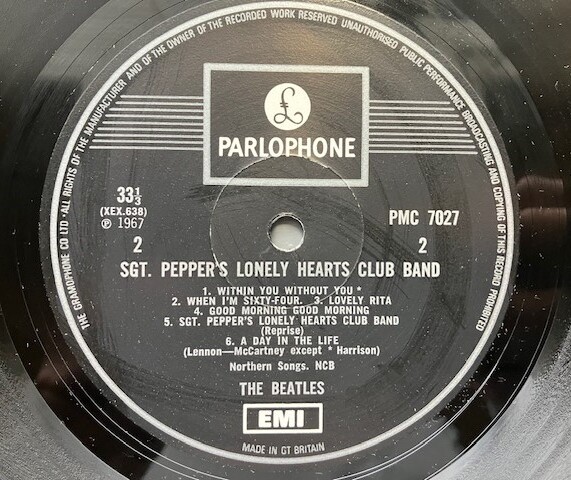 THE GRAMOPHONE CO LTD • ALL RIGHTS OF THE MANUFACTURER AND OF THE OWNER OF THE RECORDED WORK RESERVED UNAUTHORISED PUBLIC PERFORMANCE BROADCASTING AND COPYING OF THIS RECORD PROHIBITED
£
PARLOPHONE
33⅓
(XEX.638)
℗ 1967
2
PMC 7027
2
SGT. PEPPER'S LONELY HEARTS CLUB BAND
1. WITHIN YOU WITHOUT YOU *
2. WHEN I'M SIXTY-FOUR. 3. LOVELY RITA
4. GOOD MORNING GOOD MORNING
5. SGT. PEPPER'S LONELY HEARTS CLUB BAND
(Reprise)
6. A DAY IN THE LIFE
(Lennon—McCartney except * Harrison)
Northern Songs. NCB
THE BEATLES
EMI
MADE IN GT BRITAIN